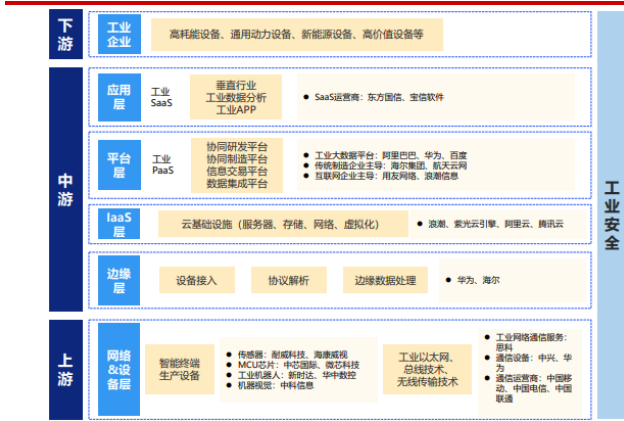 下
游
工业
企业
高耗能设备、通用动力设备、新能源设备、高价值设备等
中
游
应用
层
工业
SaaS
垂直行业
工业数据分析
工业APP
● SaaS运营商：东方国信、宝信软件
平台
层
工业
PaaS
协同研发平台
协同制造平台
信息交易平台
数据集成平台
● 工业大数据平台：阿里巴巴、华为、百度
● 传统制造企业主导：海尔集团、航天云网
● 互联网企业主导：用友网络、浪潮信息
IaaS
层
云基础设施（服务器、存储、网络、虚拟化）
● 浪潮、紫光云引擎、阿里云、腾讯云
边缘
层
设备接入
协议解析
边缘数据处理
● 华为、海尔
上
游
网络
&设
备层
智能终端
生产设备
● 传感器：耐威科技、海康威视
● MCU芯片：中芯国际、微芯科技
● 工业机器人：新时达、华中数控
● 机器视觉：中科信息
工业以太网、
总线技术、
无线传输技术
● 工业网络通信服务：
思科
● 通信设备：中兴、华
为
● 通信运营商：中国移
动、中国电信、中国
联通
工
业
安
全